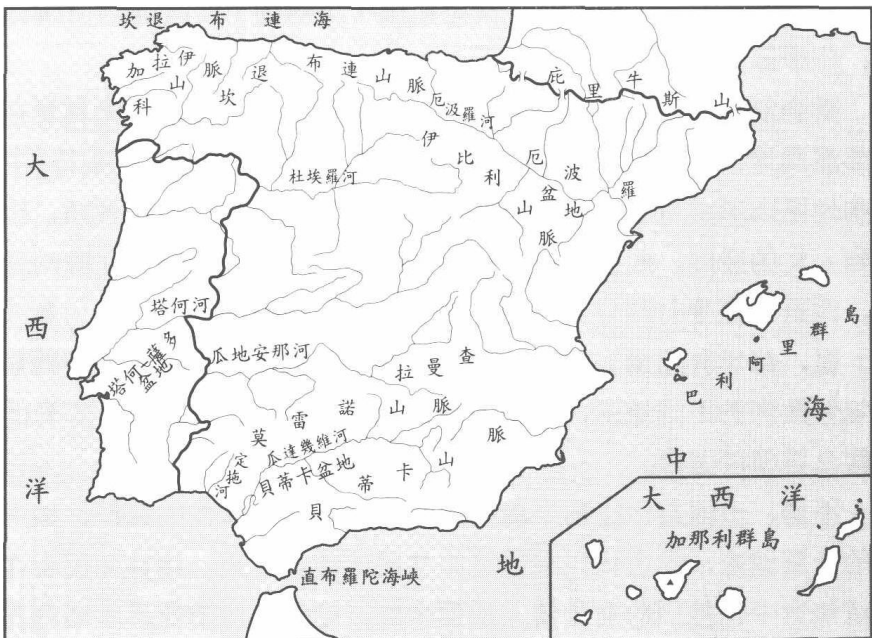 坎退布連海
加拉伊科山脈
坎退布連山脈
庇里牛斯山
厄汲羅河
伊比利山脈
厄波羅盆地
杜埃羅河
大西洋
塔何河
塔何~薩多盆地
瓜地安那河
拉曼查
莫雷諾山脈
瓜達幾維河
定拖河
貝蒂卡盆地
貝蒂卡山脈
巴利阿里群島
地中海
直布羅陀海峽
大西洋
加那利群島